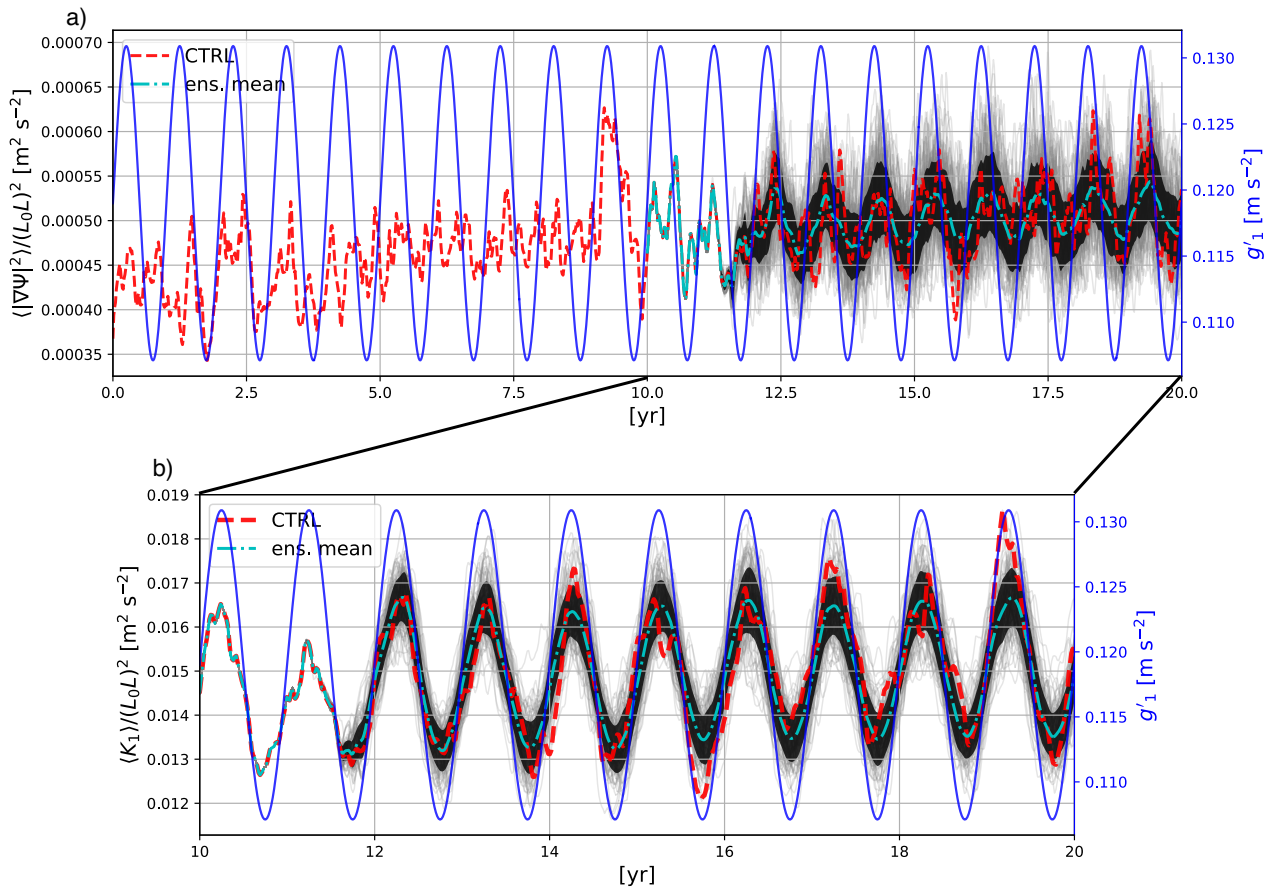 a)
CTRL
ens. mean
⟨|∇Ψ|²⟩/(L₀L)² [m² s⁻²]
0.00070
0.00065
0.00060
0.00055
0.00050
0.00045
0.00040
0.00035
0.130
0.125
0.120
0.115
0.110
g′₁ [m s⁻²]
0.0 2.5 5.0 7.5 10.0 12.5 15.0 17.5 20.0
[yr]
b)
CTRL
ens. mean
⟨K₁⟩/(L₀L)² [m² s⁻²]
0.019
0.018
0.017
0.016
0.015
0.014
0.013
0.012
0.130
0.125
0.120
0.115
0.110
g′₁ [m s⁻²]
10 12 14 16 18 20
[yr]